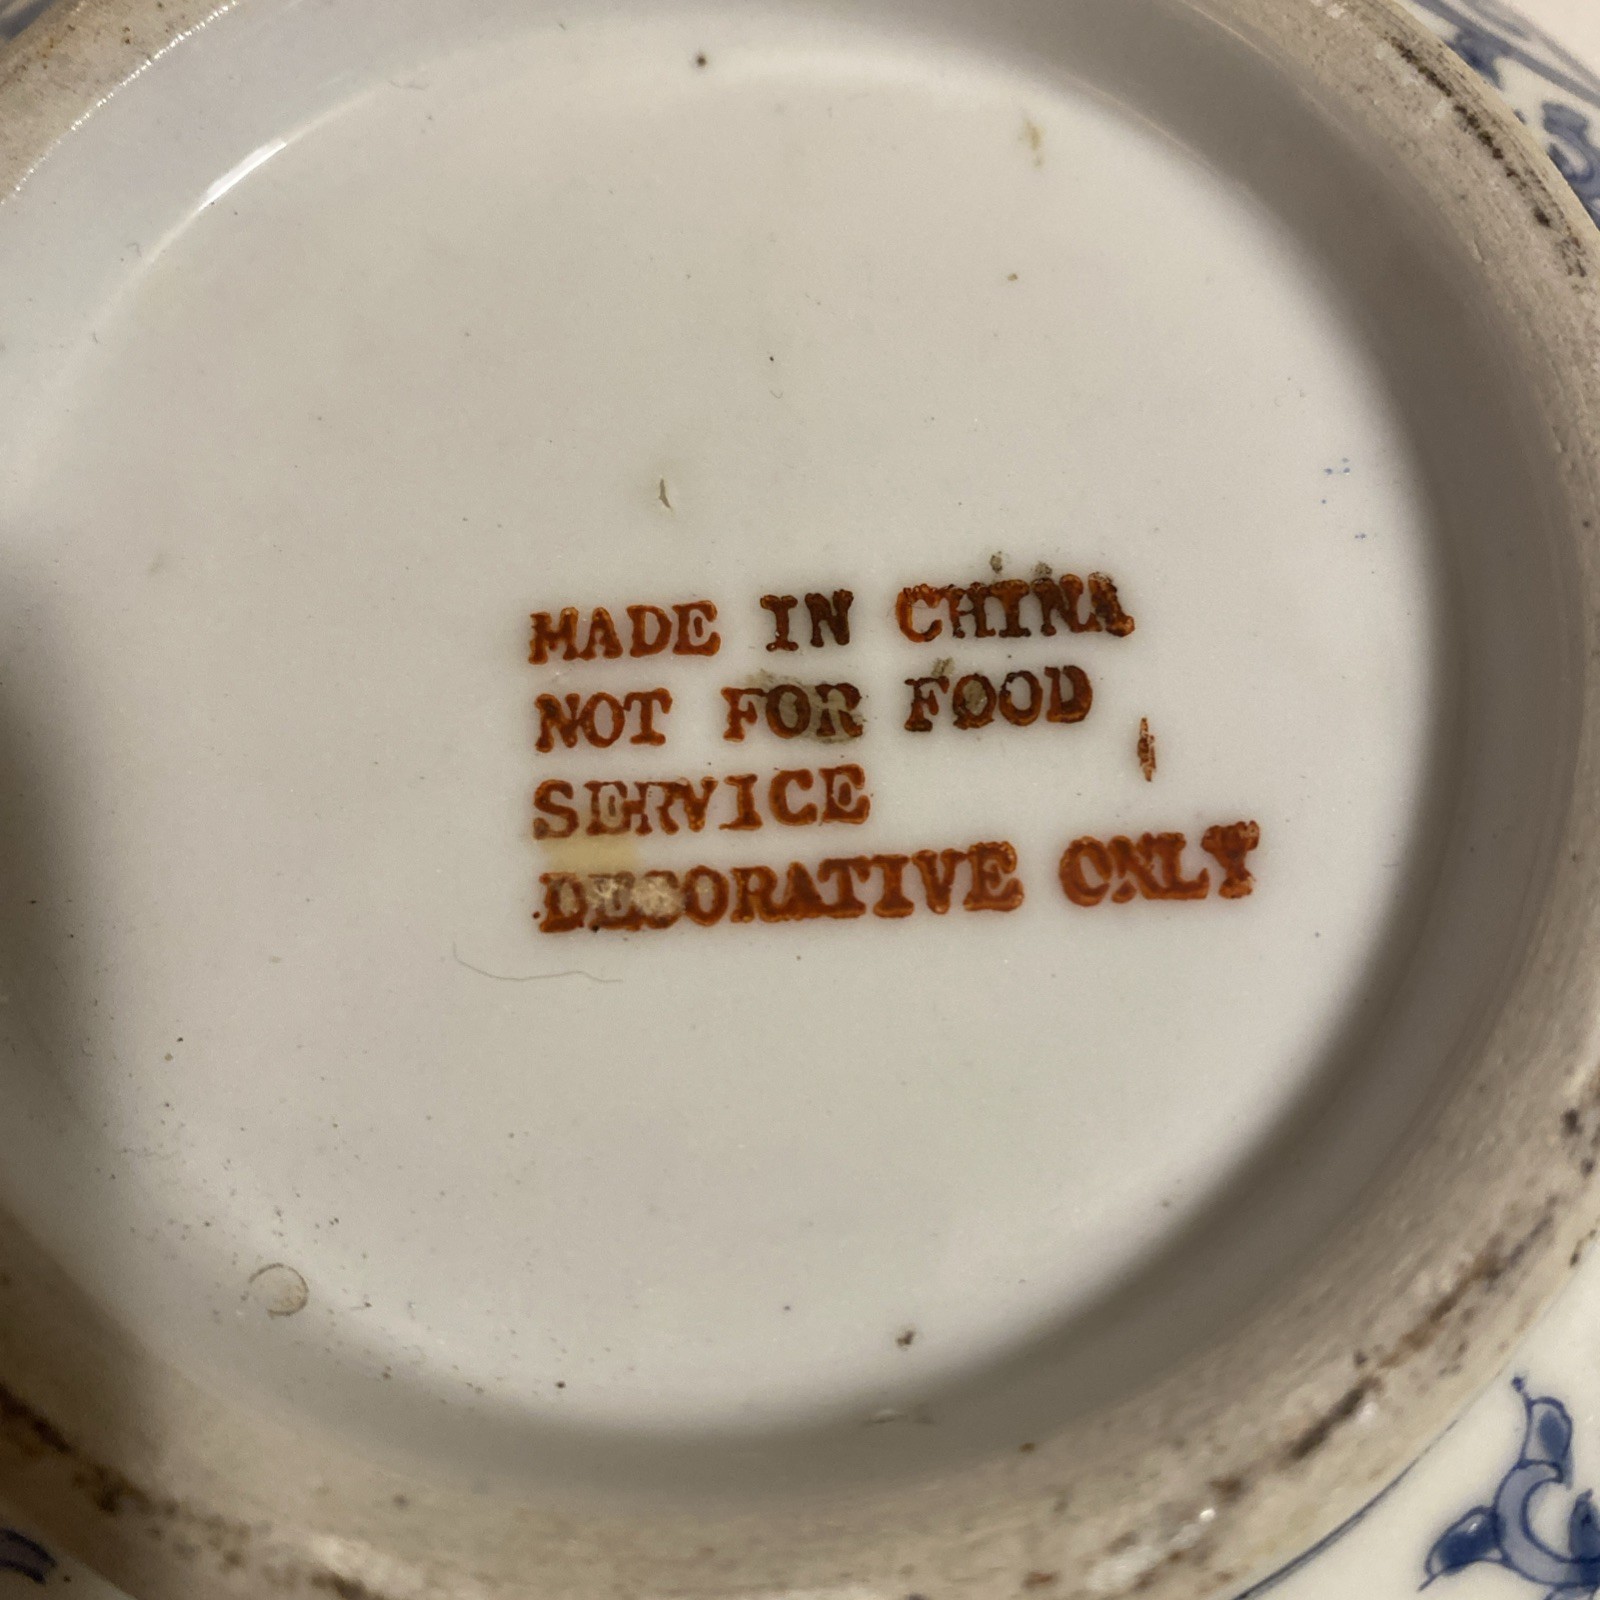 MADE IN CHINA
NOT FOR FOOD
SERVICE
DECORATIVE ONLY